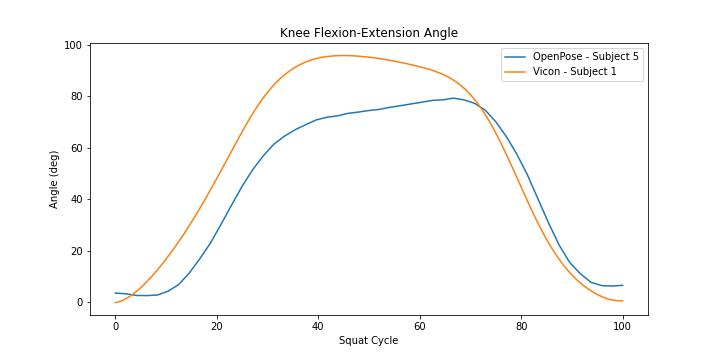 Knee Flexion-Extension Angle
OpenPose - Subject 5
Vicon - Subject 1
Angle (deg)
100
80
60
40
20
0
0 20 40 60 80 100
Squat Cycle